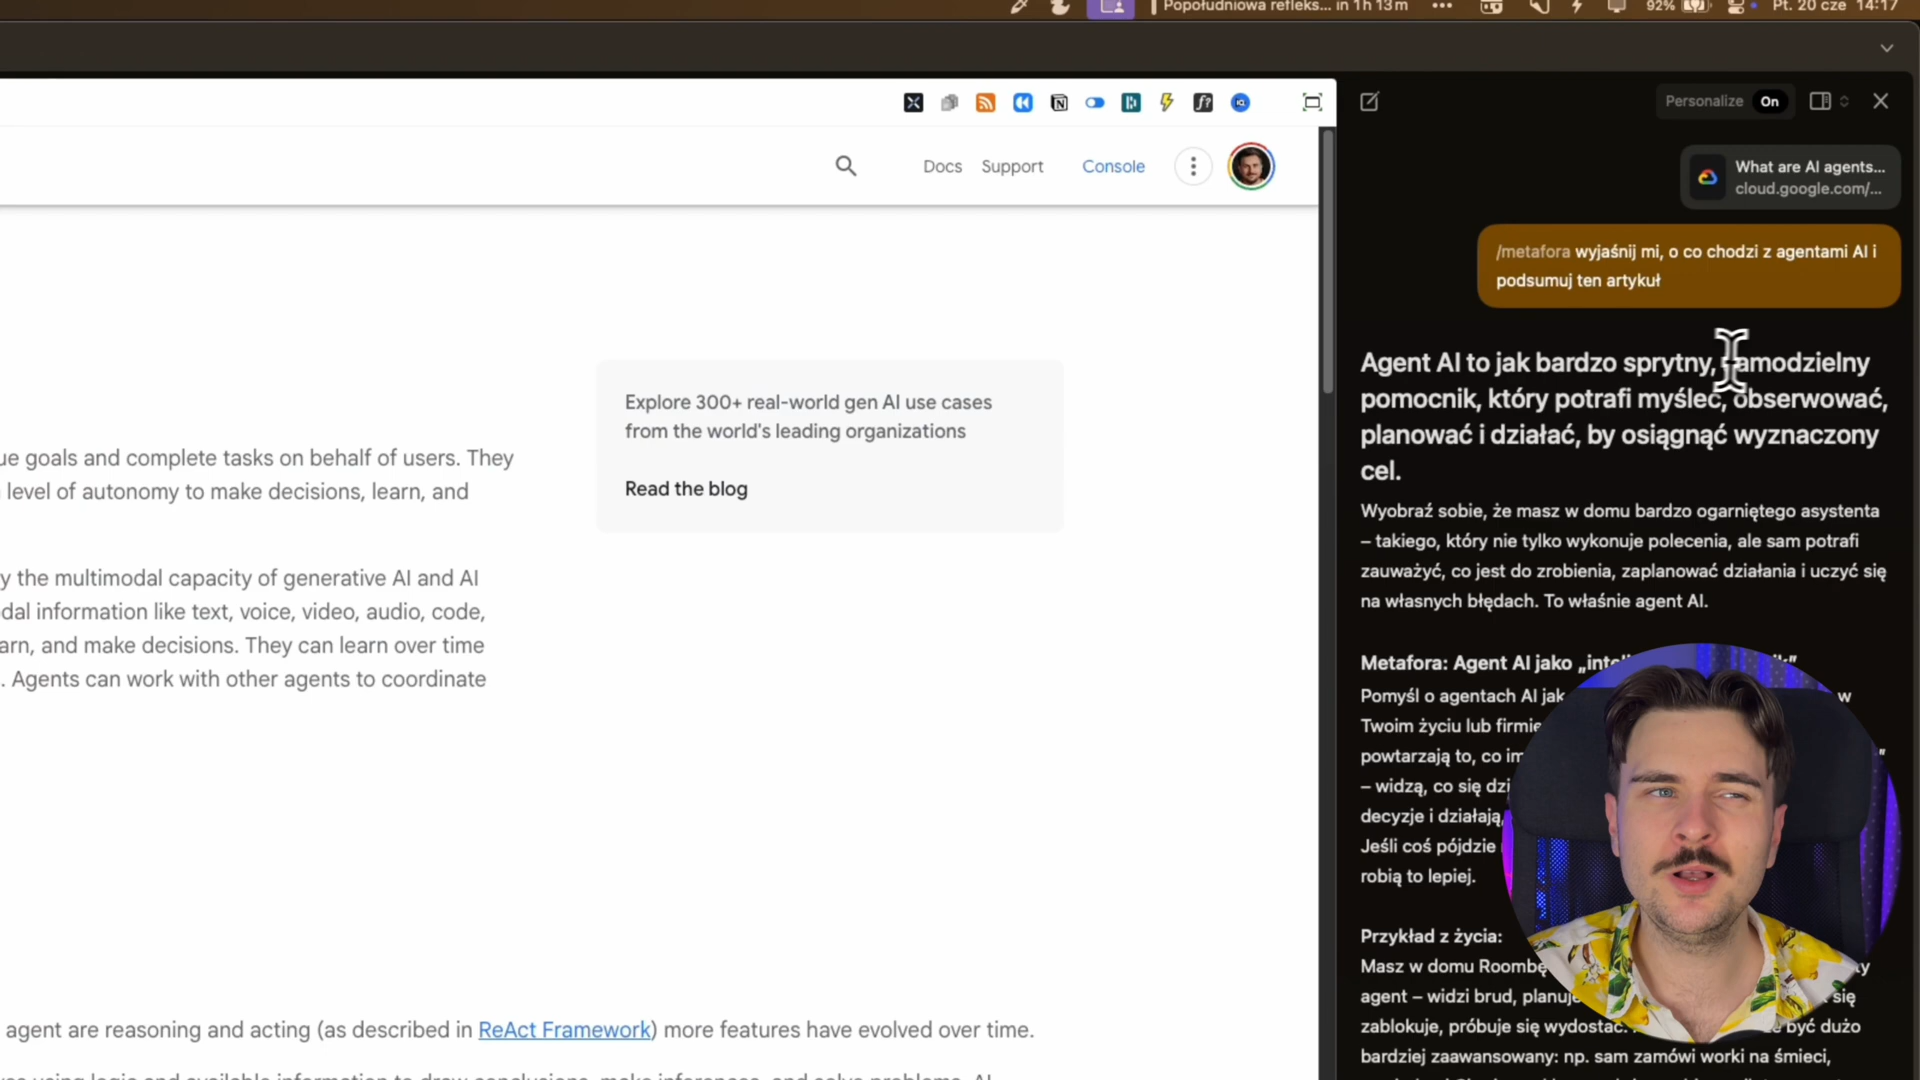 Popołudniowa refleks... in 1h 13m
92%
Pt. 20 cze 14:17
Docs Support Console
Personalize On
What are AI agents...
cloud.google.com/...
/metafora wyjaśnij mi, o co chodzi z agentami AI i
podsumuj ten artykuł
Explore 300+ real-world gen AI use cases
from the world's leading organizations
Read the blog
ue goals and complete tasks on behalf of users. They
level of autonomy to make decisions, learn, and
y the multimodal capacity of generative AI and AI
dal information like text, voice, video, audio, code,
arn, and make decisions. They can learn over time
. Agents can work with other agents to coordinate
agent are reasoning and acting (as described in ReAct Framework) more features have evolved over time.
Agent AI to jak bardzo sprytny, samodzielny
pomocnik, który potrafi myśleć, obserwować,
planować i działać, by osiągnąć wyznaczony
cel.
Wyobraź sobie, że masz w domu bardzo ogarniętego asystenta
– takiego, który nie tylko wykonuje polecenia, ale sam potrafi
zauważyć, co jest do zrobienia, zaplanować działania i uczyć się
na własnych błędach. To właśnie agent AI.
Metafora: Agent AI jako
Pomyśl o agentach AI jak w
Twoim życiu lub firmie
powtarzają to, co
– widzą, co się
decyzje i działają,
Jeśli coś pójdzie
robią to lepiej.
Przykład z życia:
Masz w domu
agent – widzi brud, się
zablokuje, próbuje się wydostać. być dużo
bardziej zaawansowany: np. sam zamówi worki na śmieci,